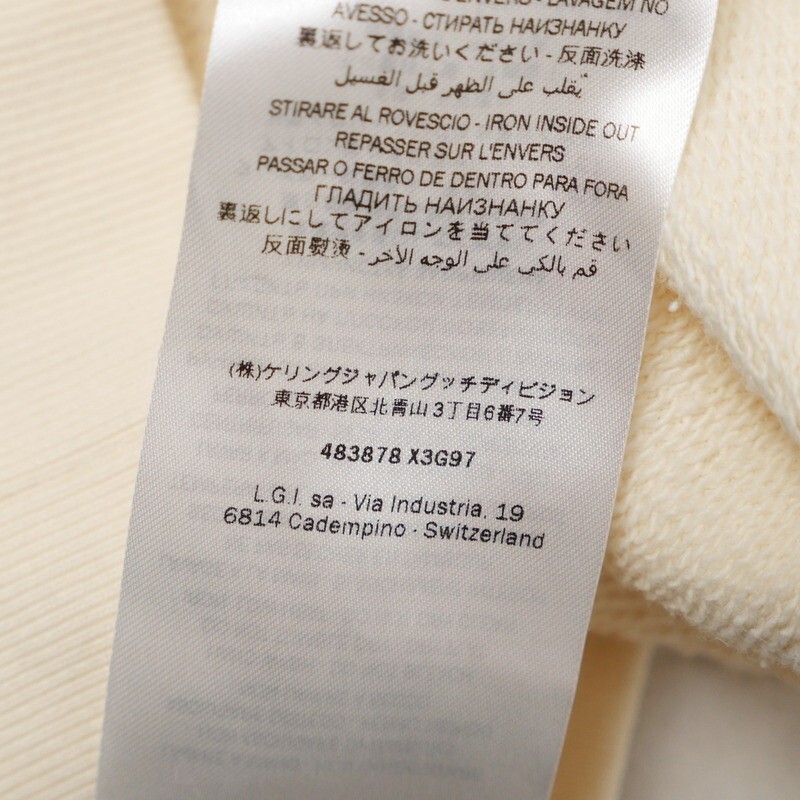 ENVERS - LAVAGEM NO
AVESSO - СТИРАТЬ НАИЗНАНКУ
裏返してお洗いください - 反面洗涤
يُقلب على الظهر قبل الغسيل
STIRARE AL ROVESCIO - IRON INSIDE OUT
REPASSER SUR L'ENVERS
PASSAR O FERRO DE DENTRO PARA FORA
ГЛАДИТЬ НАИЗНАНКУ
裏返しにしてアイロンを当ててください
反面熨烫 - قم بالكي على الوجه الآخر
(株)ケリングジャパングッチディビジョン
東京都港区北青山3丁目6番7号
483878 X3G97
L.G.I. sa - Via Industria. 19
6814 Cadempino - Switzerland